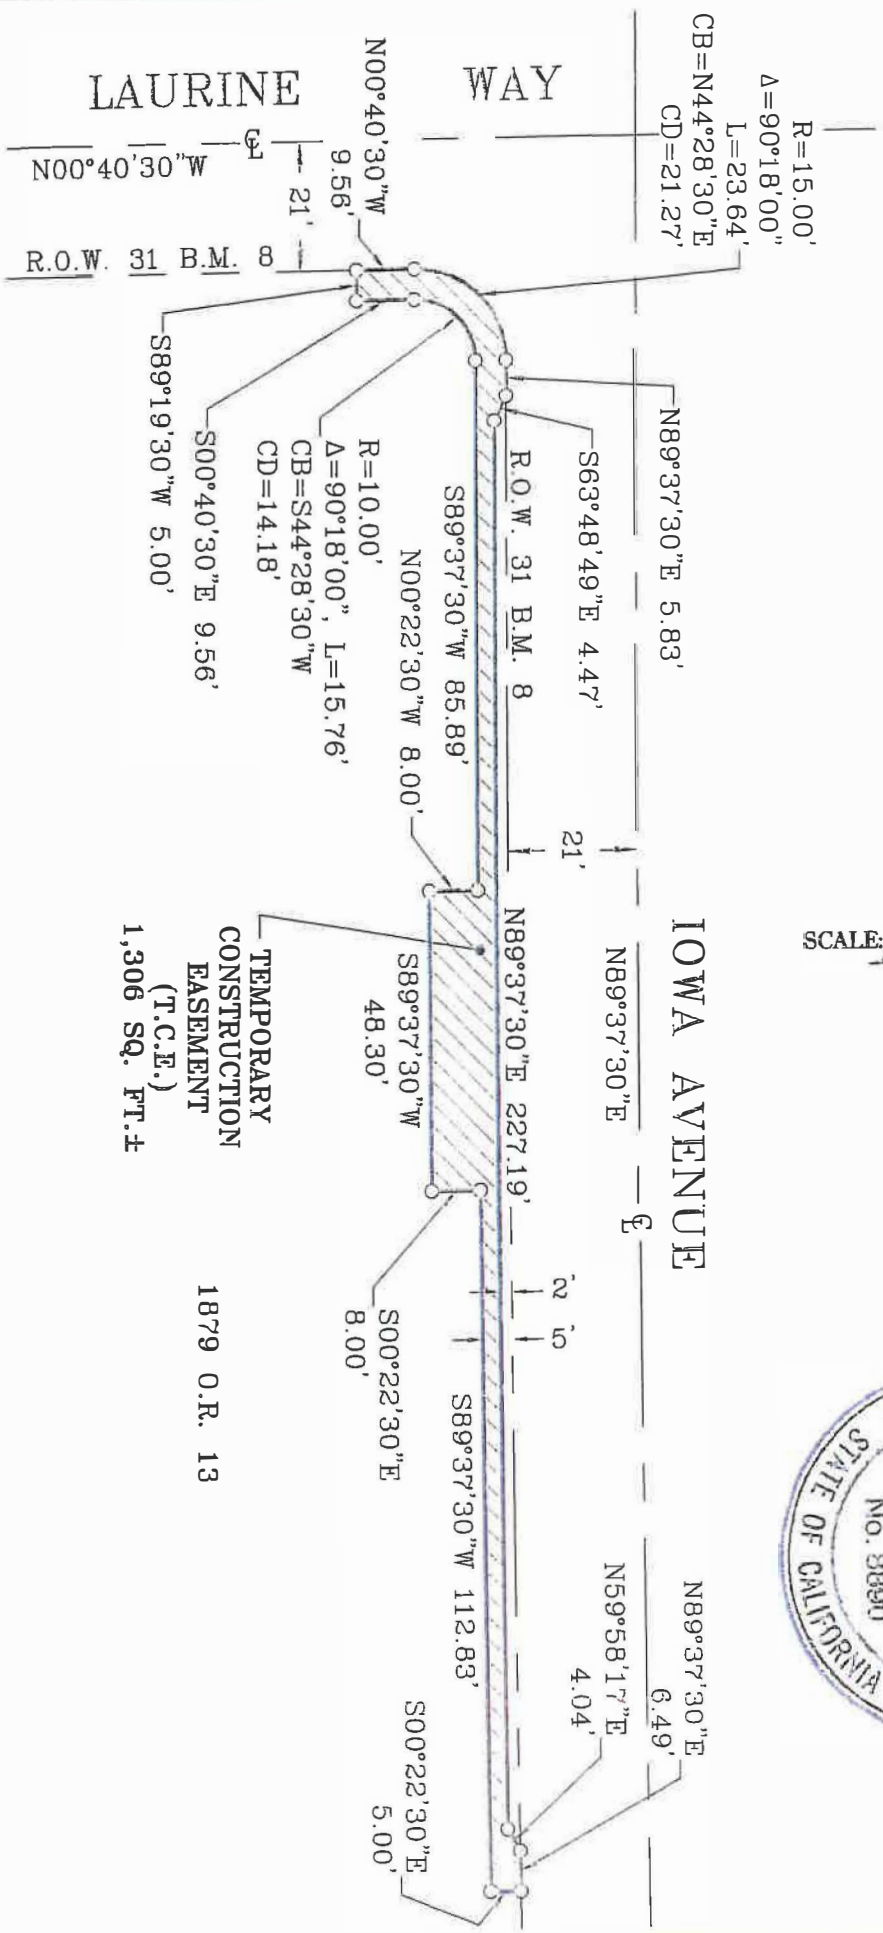 R=15.00'
Δ=90°18'00"
L=23.64'
CB=N44°28'30"E
CD=21.27'
LAURINE WAY
N00°40'30"W
9.56'
℄
N00°40'30"W
21'
R.O.W. 31 B.M. 8
N89°37'30"E 5.83'
S63°48'49"E 4.47'
R.O.W. 31 B.M. 8
S89°37'30"W 85.89'
N00°22'30"W 8.00'
R=10.00'
Δ=90°18'00", L=15.76'
CB=S44°28'30"W
CD=14.18'
S00°40'30"E 9.56'
S89°19'30"W 5.00'
SCALE:
IOWA AVENUE
N89°37'30"E
℄
21'
N89°37'30"E 227.19'
S89°37'30"W
48.30'
TEMPORARY
CONSTRUCTION
EASEMENT
(T.C.E.)
1,306 SQ. FT.±
2'
5'
S00°22'30"E
8.00'
1879 O.R. 13
S89°37'30"W 112.83'
N89°37'30"E
6.49'
N59°58'17"E
4.04'
S00°22'30"E
5.00'
STATE OF CALIFORNIA